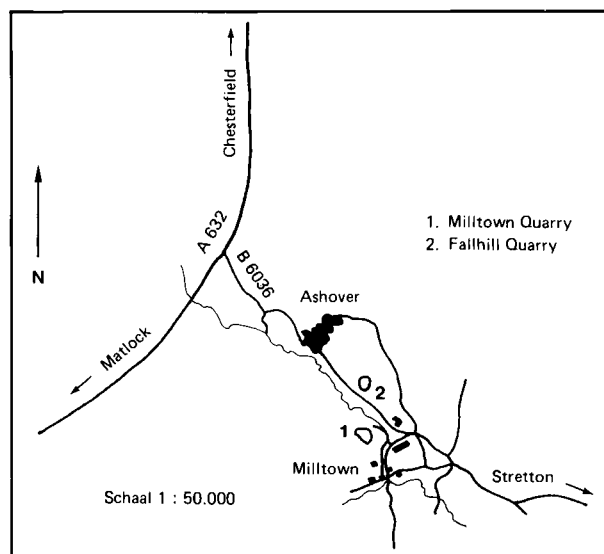 Chesterfield
A 632
B 6036
N
1. Milltown Quarry
2. Fallhill Quarry
Ashover
Matlock
2
1
Milltown
Stretton
Schaal 1 : 50.000